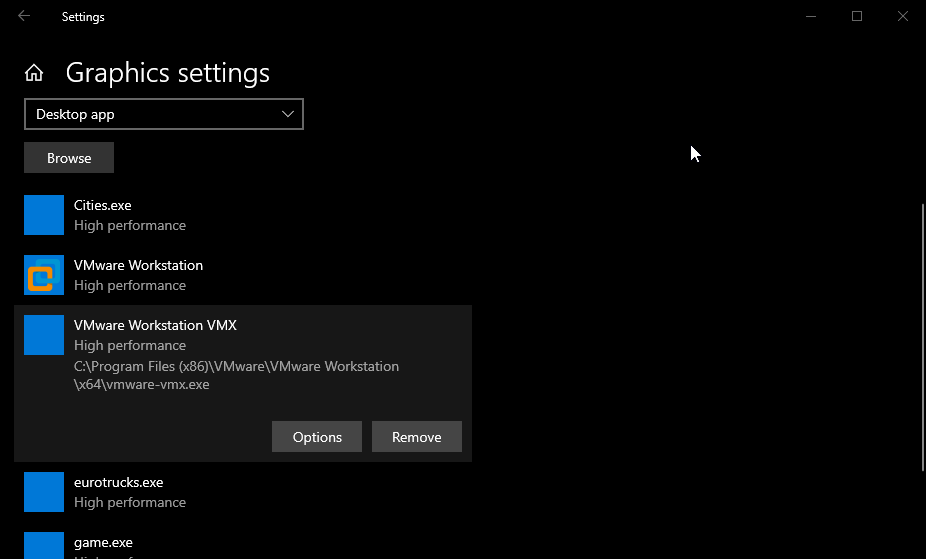 Settings
Graphics settings
Desktop app
Browse
Cities.exe
High performance
VMware Workstation
High performance
VMware Workstation VMX
High performance
C:\Program Files (x86)\VMware\VMware Workstation
\x64\vmware-vmx.exe
Options
Remove
eurotrucks.exe
High performance
game.exe